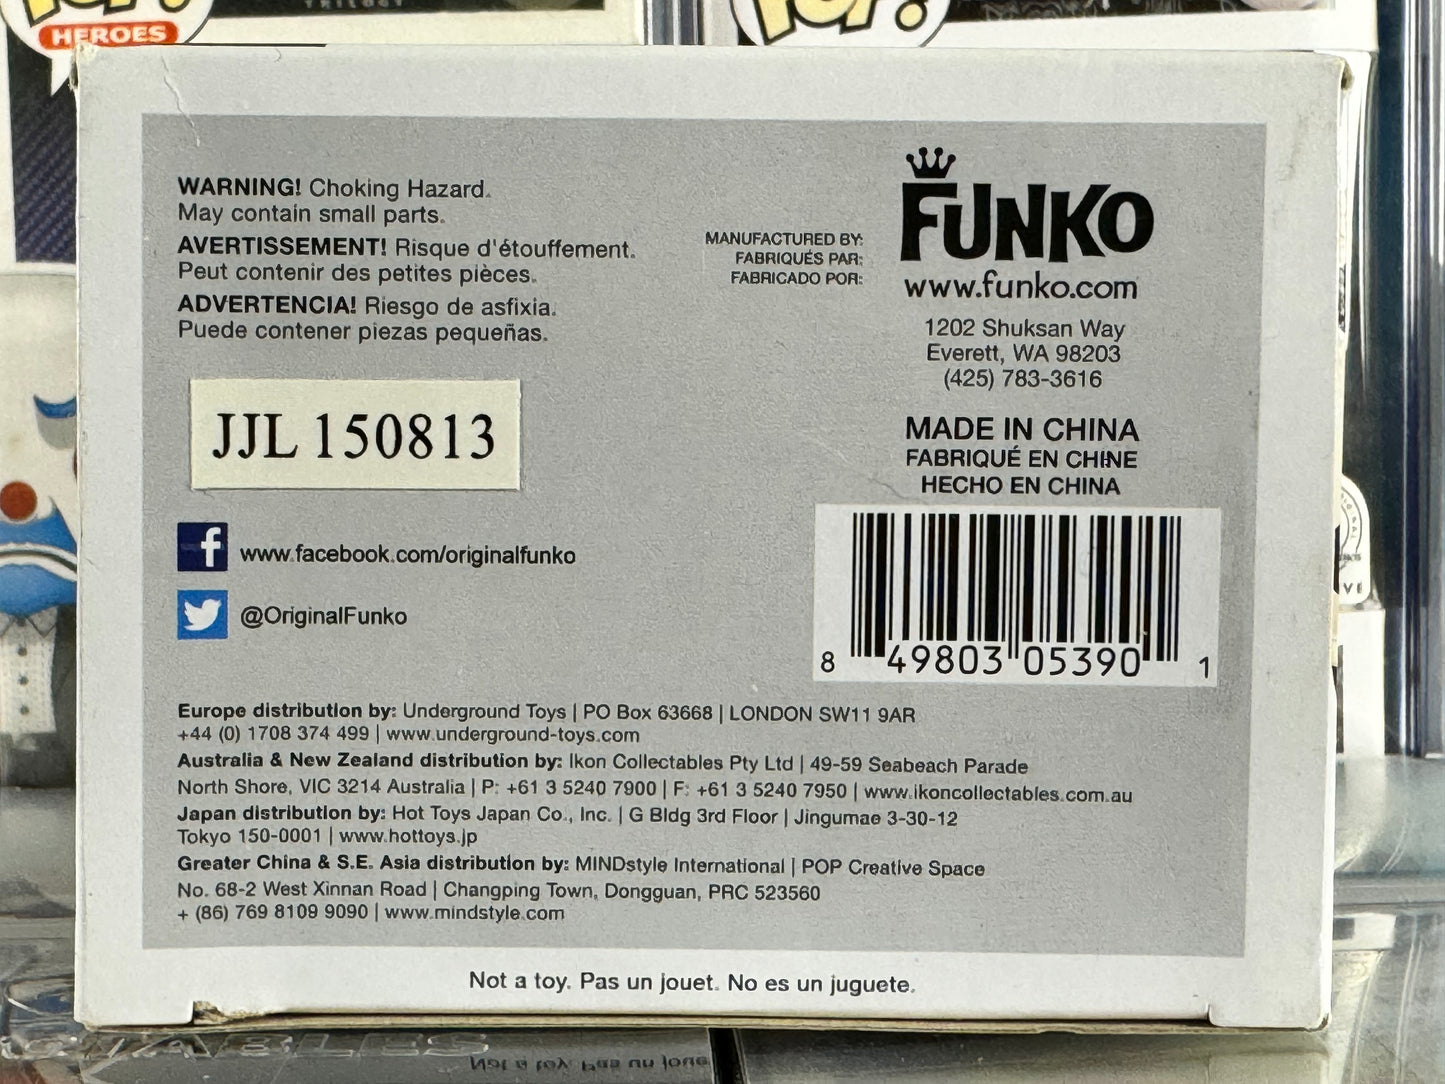 TRILOGY
HEROES
POP!
WARNING! Choking Hazard.
May contain small parts.
AVERTISSEMENT! Risque d'étouffement.
Peut contenir des petites pièces.
ADVERTENCIA! Riesgo de asfixia.
Puede contener piezas pequeñas.
JJL 150813
www.facebook.com/originalfunko
@OriginalFunko
MANUFACTURED BY:
FABRIQUÉS PAR:
FABRICADO POR:
FUNKO
www.funko.com
1202 Shuksan Way
Everett, WA 98203
(425) 783-3616
MADE IN CHINA
FABRIQUÉ EN CHINE
HECHO EN CHINA
8 49803 05390 1
Europe distribution by: Underground Toys | PO Box 63668 | LONDON SW11 9AR
+44 (0) 1708 374 499 | www.underground-toys.com
Australia & New Zealand distribution by: Ikon Collectables Pty Ltd | 49-59 Seabeach Parade
North Shore, VIC 3214 Australia | P: +61 3 5240 7900 | F: +61 3 5240 7950 | www.ikoncollectables.com.au
Japan distribution by: Hot Toys Japan Co., Inc. | G Bldg 3rd Floor | Jingumae 3-30-12
Tokyo 150-0001 | www.hottoys.jp
Greater China & S.E. Asia distribution by: MINDstyle International | POP Creative Space
No. 68-2 West Xinnan Road | Changping Town, Dongguan, PRC 523560
+ (86) 769 8109 9090 | www.mindstyle.com
Not a toy. Pas un jouet. No es un juguete.